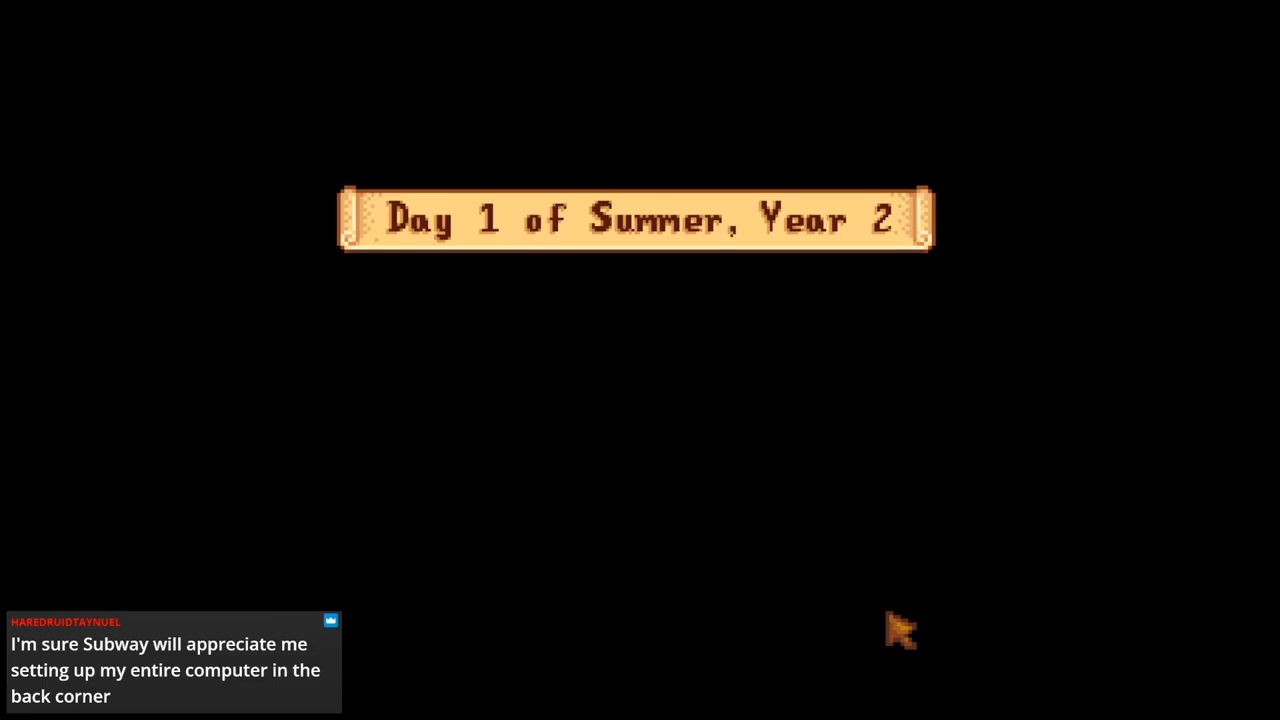 Day 1 of Summer, Year 2
HAREDRUIDTAYNUEL
I'm sure Subway will appreciate me
setting up my entire computer in the
back corner